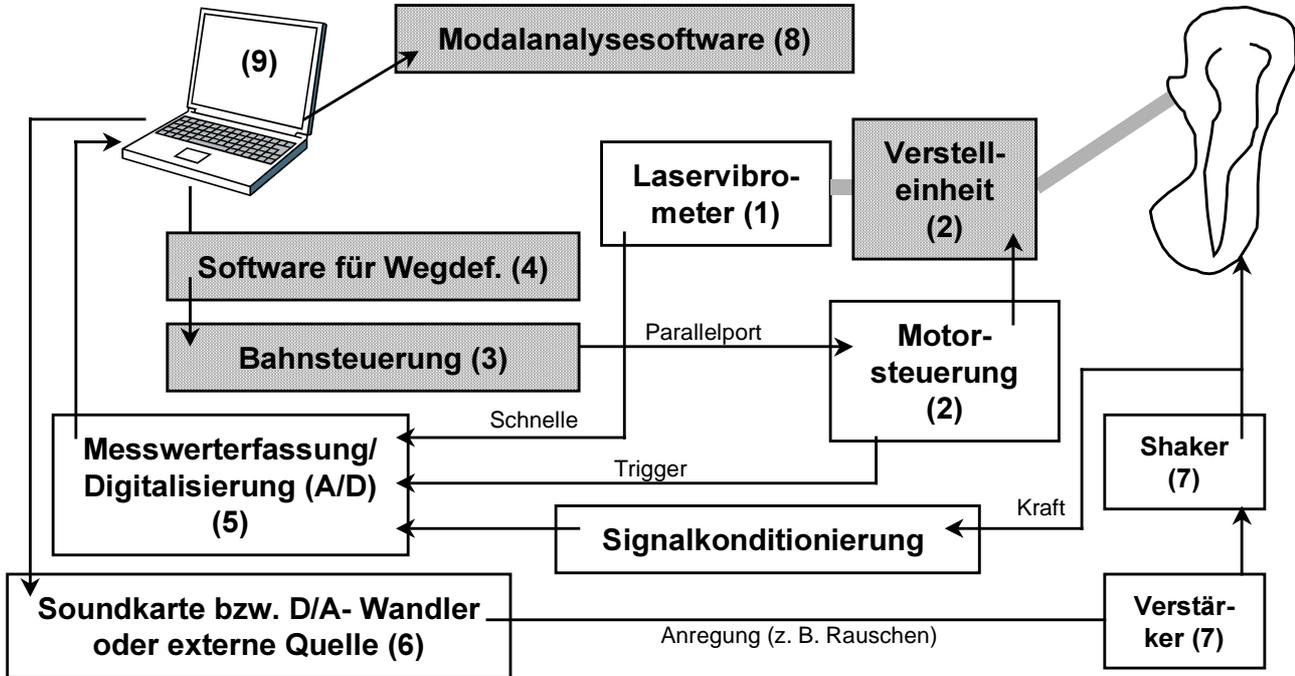 (9)
Modalanalysesoftware (8)
Laservibro-
meter (1)
Verstell-
einheit
(2)
Software für Wegdef. (4)
Bahnsteuerung (3)
Parallelport
Motor-
steuerung
(2)
Schnelle
Messwerterfassung/
Digitalisierung (A/D)
(5)
Trigger
Shaker
(7)
Kraft
Signalkonditionierung
Soundkarte bzw. D/A- Wandler
oder externe Quelle (6)
Anregung (z. B. Rauschen)
Verstär-
ker (7)